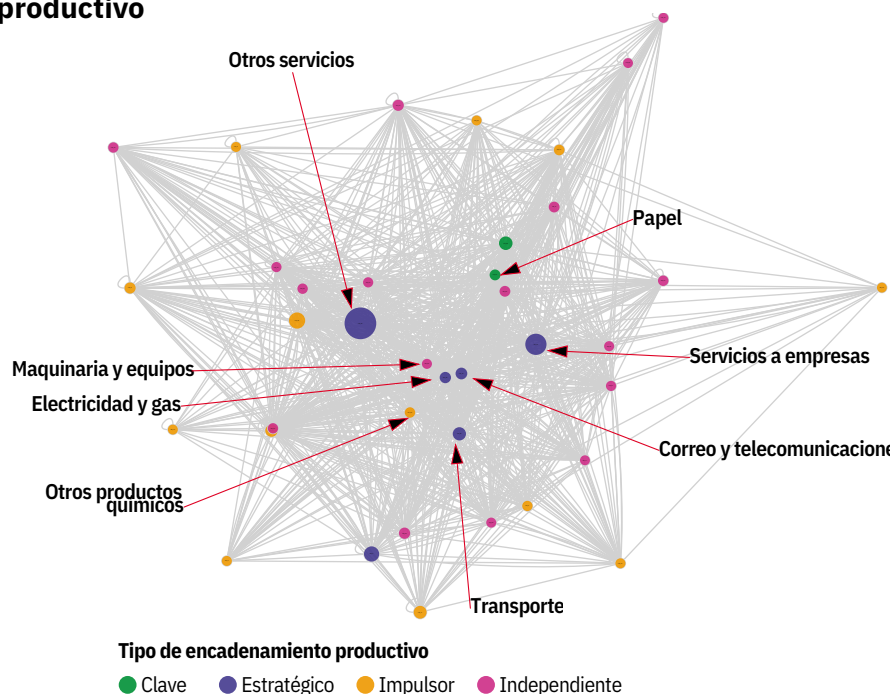 productivo
Otros servicios
Papel
Servicios a empresas
Maquinaria y equipos
Electricidad y gas
Correo y telecomunicacione
Otros productos
químicos
Transporte
Tipo de encadenamiento productivo
Clave Estratégico Impulsor Independiente